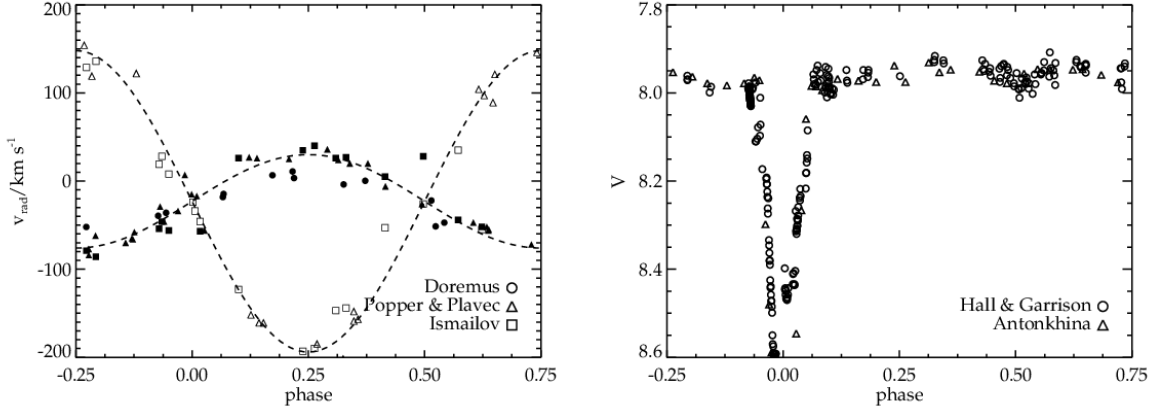 200
100
0
-100
-200
v_rad/km s⁻¹
Doremus
Popper & Plavec
Ismailov
-0.25 0.00 0.25 0.50 0.75
phase
7.8
8.0
8.2
8.4
8.6
V
Hall & Garrison
Antonkhina
-0.25 0.00 0.25 0.50 0.75
phase